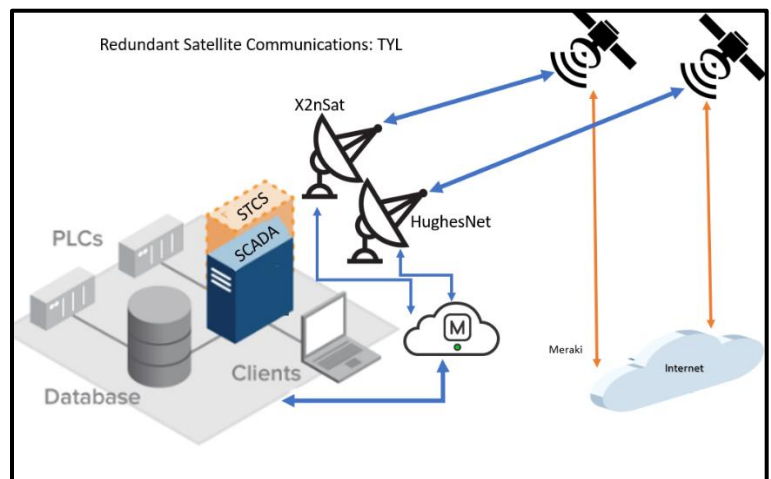 Redundant Satellite Communications: TYL
X2nSat
HughesNet
STCS
SCADA
PLCs
Database
Clients
M
Meraki
Internet